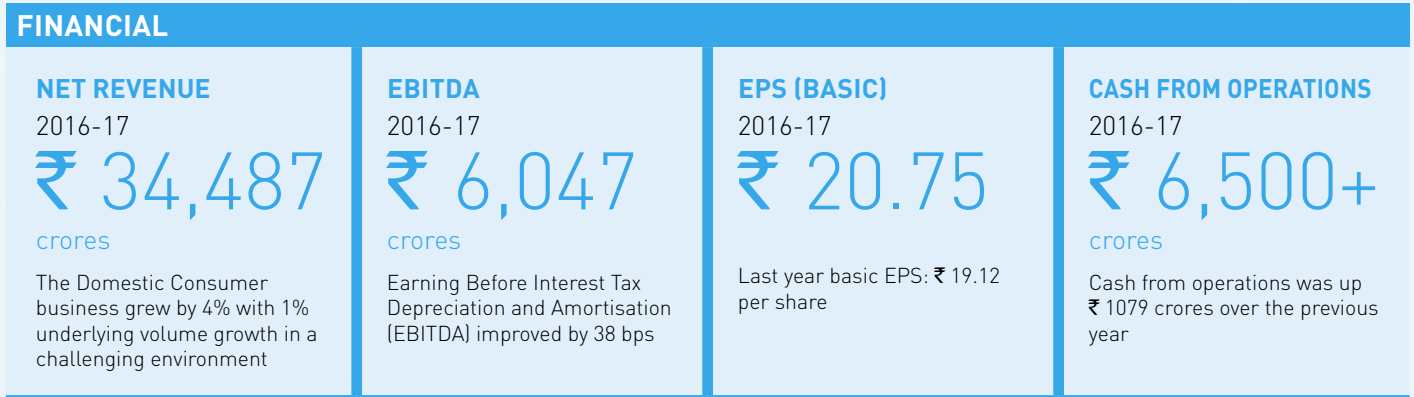 FINANCIAL
NET REVENUE
2016-17
₹ 34,487
crores
The Domestic Consumer
business grew by 4% with 1%
underlying volume growth in a
challenging environment
EBITDA
2016-17
₹ 6,047
crores
Earning Before Interest Tax
Depreciation and Amortisation
(EBITDA) improved by 38 bps
EPS (BASIC)
2016-17
₹ 20.75
Last year basic EPS: ₹ 19.12
per share
CASH FROM OPERATIONS
2016-17
₹ 6,500+
crores
Cash from operations was up
₹ 1079 crores over the previous
year